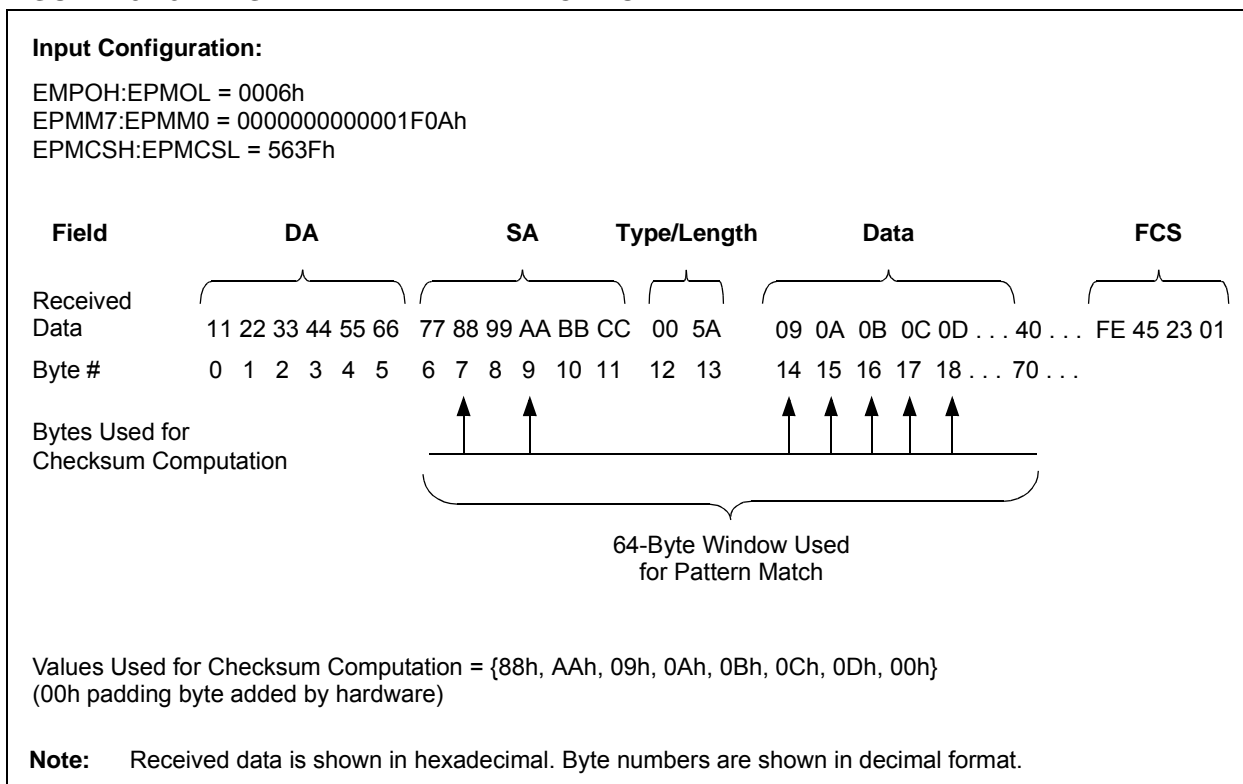 Input Configuration:
EMPOH:EPMOL = 0006h
EPMM7:EPMM0 = 0000000000001F0Ah
EPMCSH:EPMCSL = 563Fh
Field DA SA Type/Length Data FCS
Received
Data 11 22 33 44 55 66 77 88 99 AA BB CC 00 5A 09 0A 0B 0C 0D . . . 40 . . . FE 45 23 01
Byte # 0 1 2 3 4 5 6 7 8 9 10 11 12 13 14 15 16 17 18 . . . 70 . . .
Bytes Used for
Checksum Computation
64-Byte Window Used
for Pattern Match
Values Used for Checksum Computation = {88h, AAh, 09h, 0Ah, 0Bh, 0Ch, 0Dh, 00h}
(00h padding byte added by hardware)
Note: Received data is shown in hexadecimal. Byte numbers are shown in decimal format.